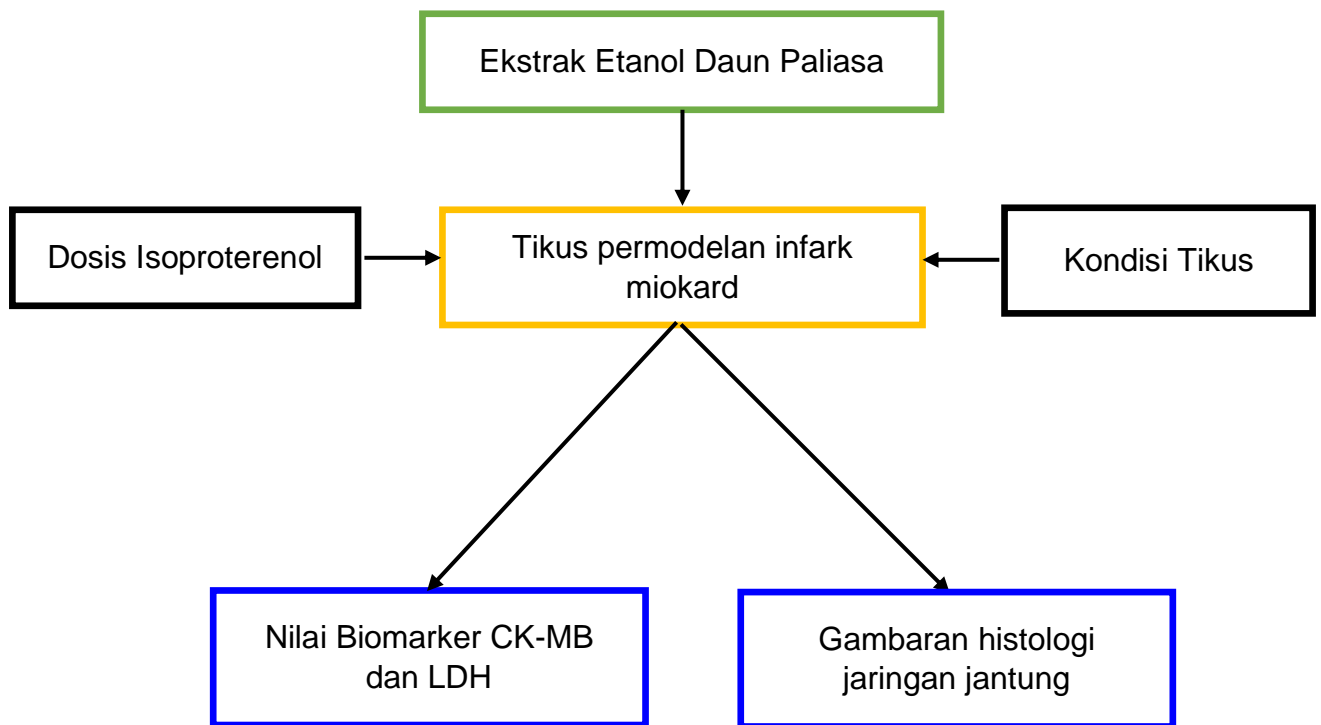 Ekstrak Etanol Daun Paliasa
Dosis Isoproterenol
Tikus permodelan infark
miokard
Kondisi Tikus
Nilai Biomarker CK-MB
dan LDH
Gambaran histologi
jaringan jantung